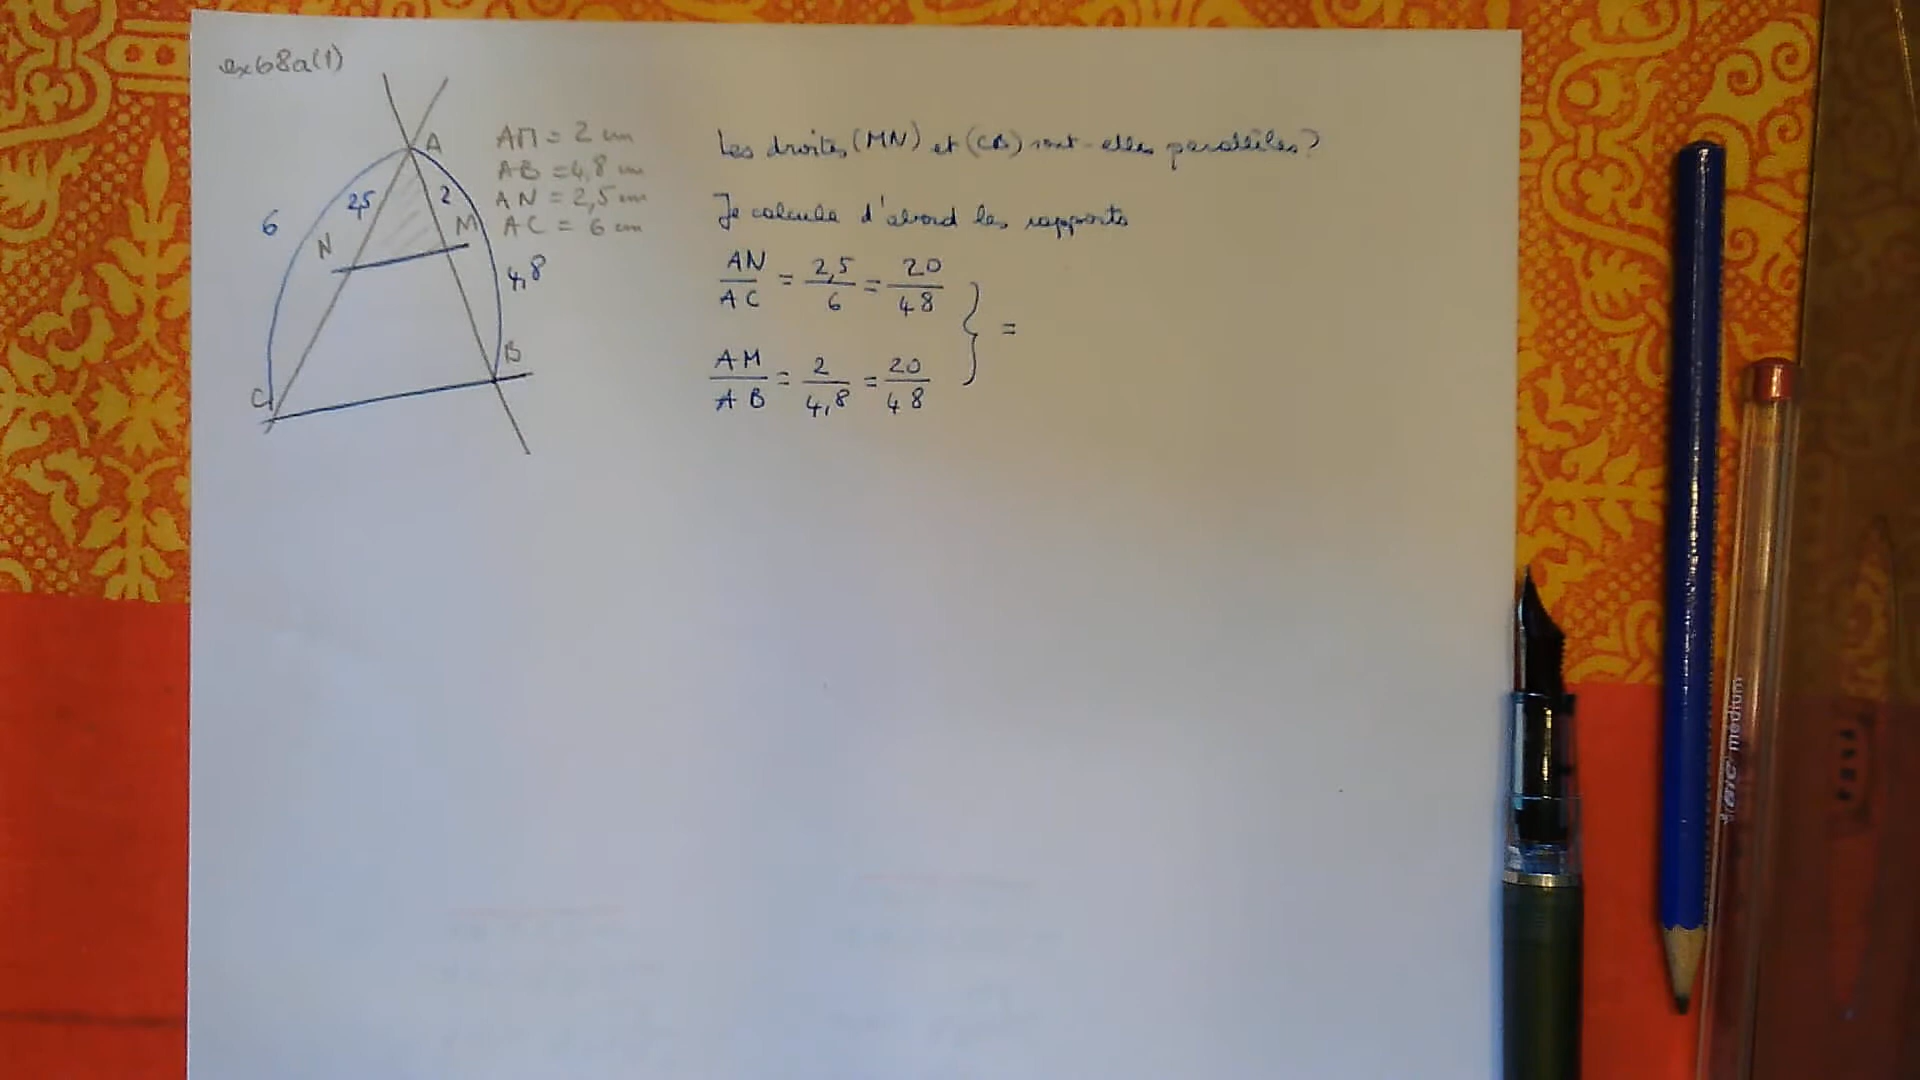 ex68a(1)
A
AM = 2 cm
AB = 4,8 cm
AN = 2,5 cm
AC = 6 cm
6
2,5
2
N
M
4,8
B
C
Les droites (MN) et (CB) sont-elles parallèles ?
Je calcule d'abord les rapports
AN/AC = 2,5/6 = 20/48
} =
AM/AB = 2/4,8 = 20/48
BIC medium